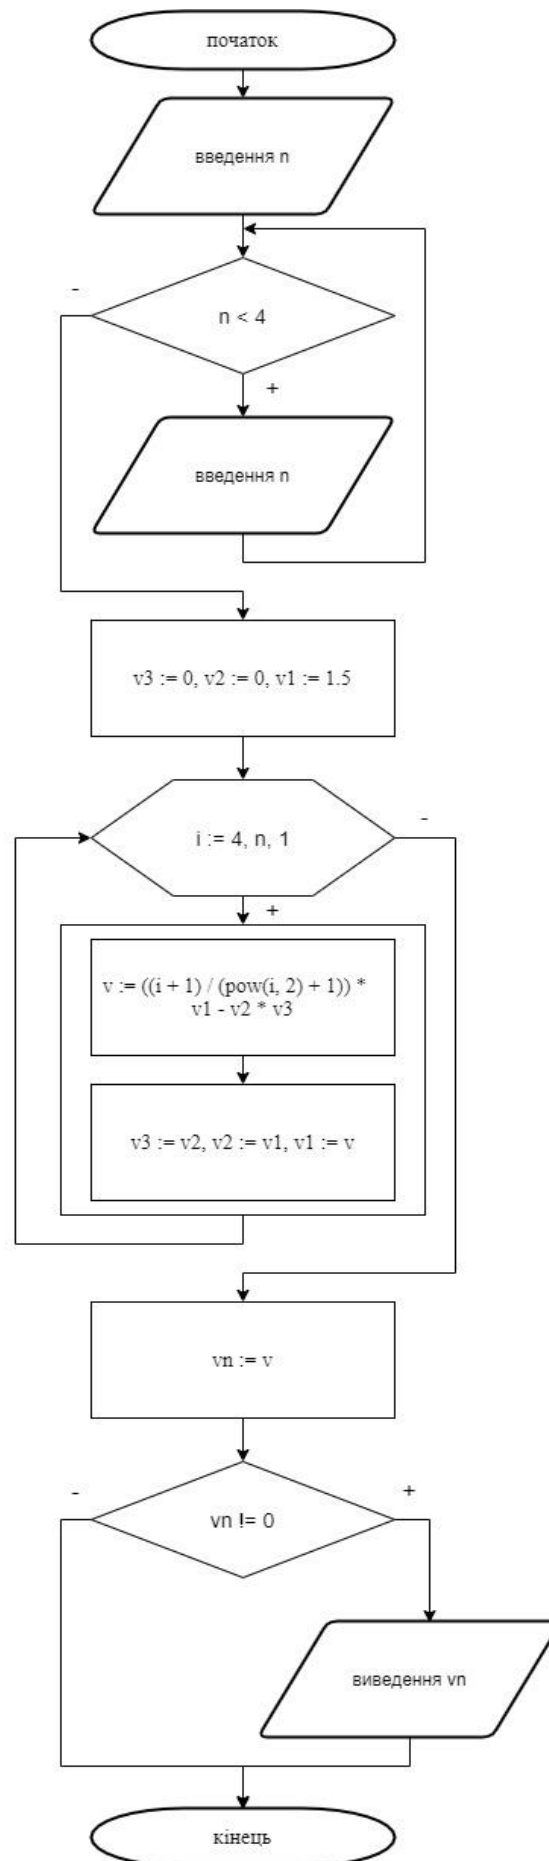 початок
введення n
n < 4
-
+
введення n
v3 := 0, v2 := 0, v1 := 1.5
i := 4, n, 1
-
+
v := ((i + 1) / (pow(i, 2) + 1)) *
v1 - v2 * v3
v3 := v2, v2 := v1, v1 := v
vn := v
vn != 0
-
+
виведення vn
кінець